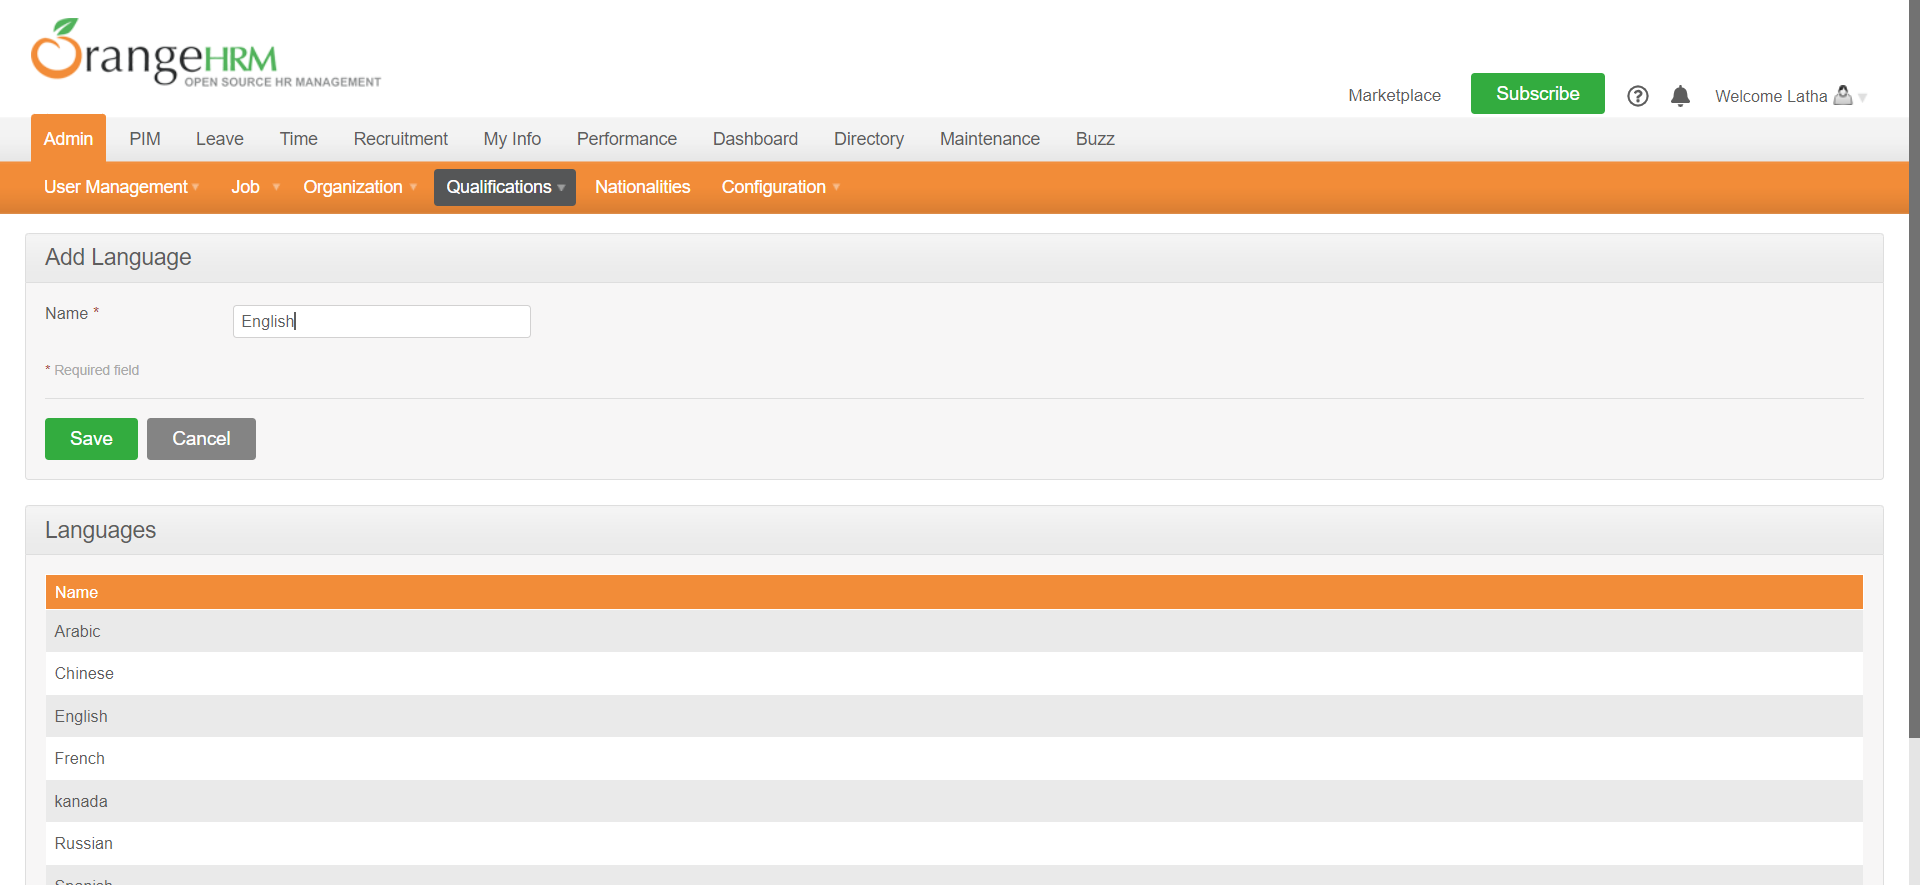 OrangeHRM
OPEN SOURCE HR MANAGEMENT
Marketplace
Subscribe
Welcome Latha
Admin PIM Leave Time Recruitment My Info Performance Dashboard Directory Maintenance Buzz
User Management Job Organization Qualifications Nationalities Configuration
Add Language
Name *
English
* Required field
Save Cancel
Languages
Name
Arabic
Chinese
English
French
kanada
Russian
Spanish